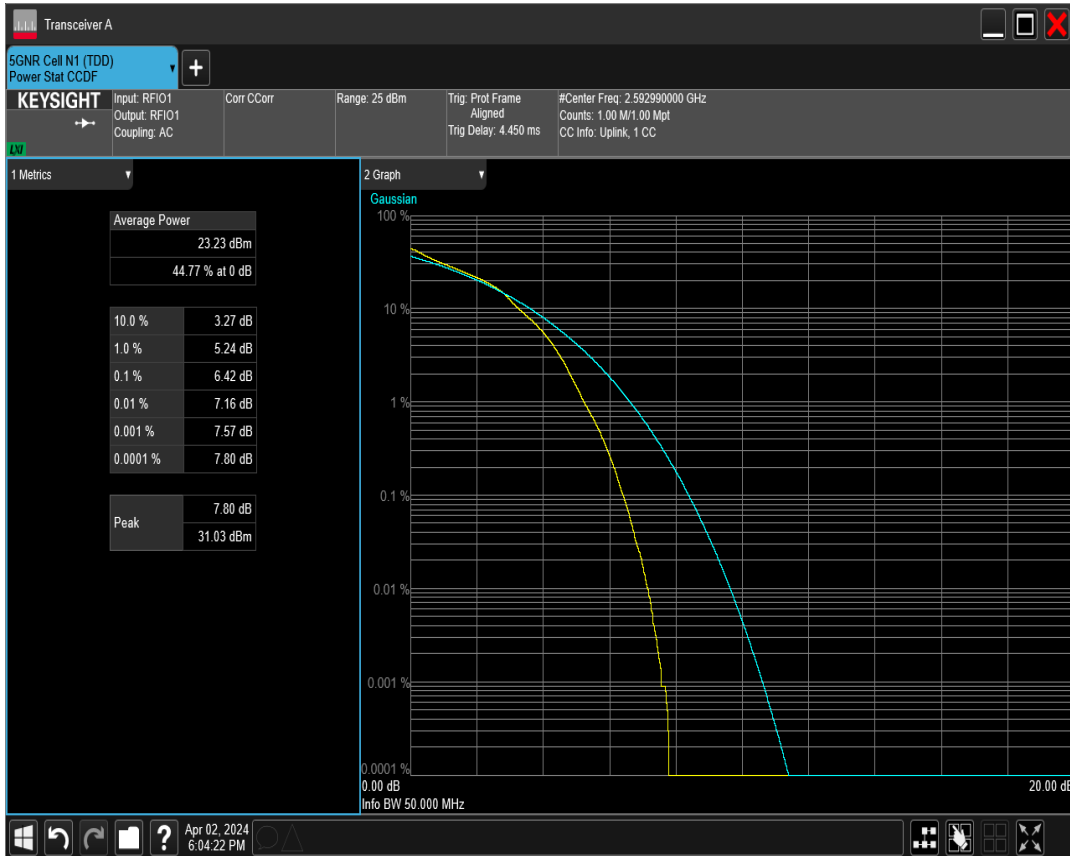 Transceiver A
5GNR Cell N1 (TDD)
Power Stat CCDF
+
KEYSIGHT
LXI
Input: RFIO1
Output: RFIO1
Coupling: AC
Corr CCorr
Range: 25 dBm
Trig: Prot Frame
Aligned
Trig Delay: 4.450 ms
#Center Freq: 2.592990000 GHz
Counts: 1.00 M/1.00 Mpt
CC Info: Uplink, 1 CC
1 Metrics
Average Power
23.23 dBm
44.77 % at 0 dB
10.0 % 3.27 dB
1.0 % 5.24 dB
0.1 % 6.42 dB
0.01 % 7.16 dB
0.001 % 7.57 dB
0.0001 % 7.80 dB
Peak
7.80 dB
31.03 dBm
2 Graph
Gaussian
100 %
10 %
1 %
0.1 %
0.01 %
0.001 %
0.0001 %
0.00 dB 20.00 dB
Info BW 50.000 MHz
?
Apr 02, 2024
6:04:22 PM